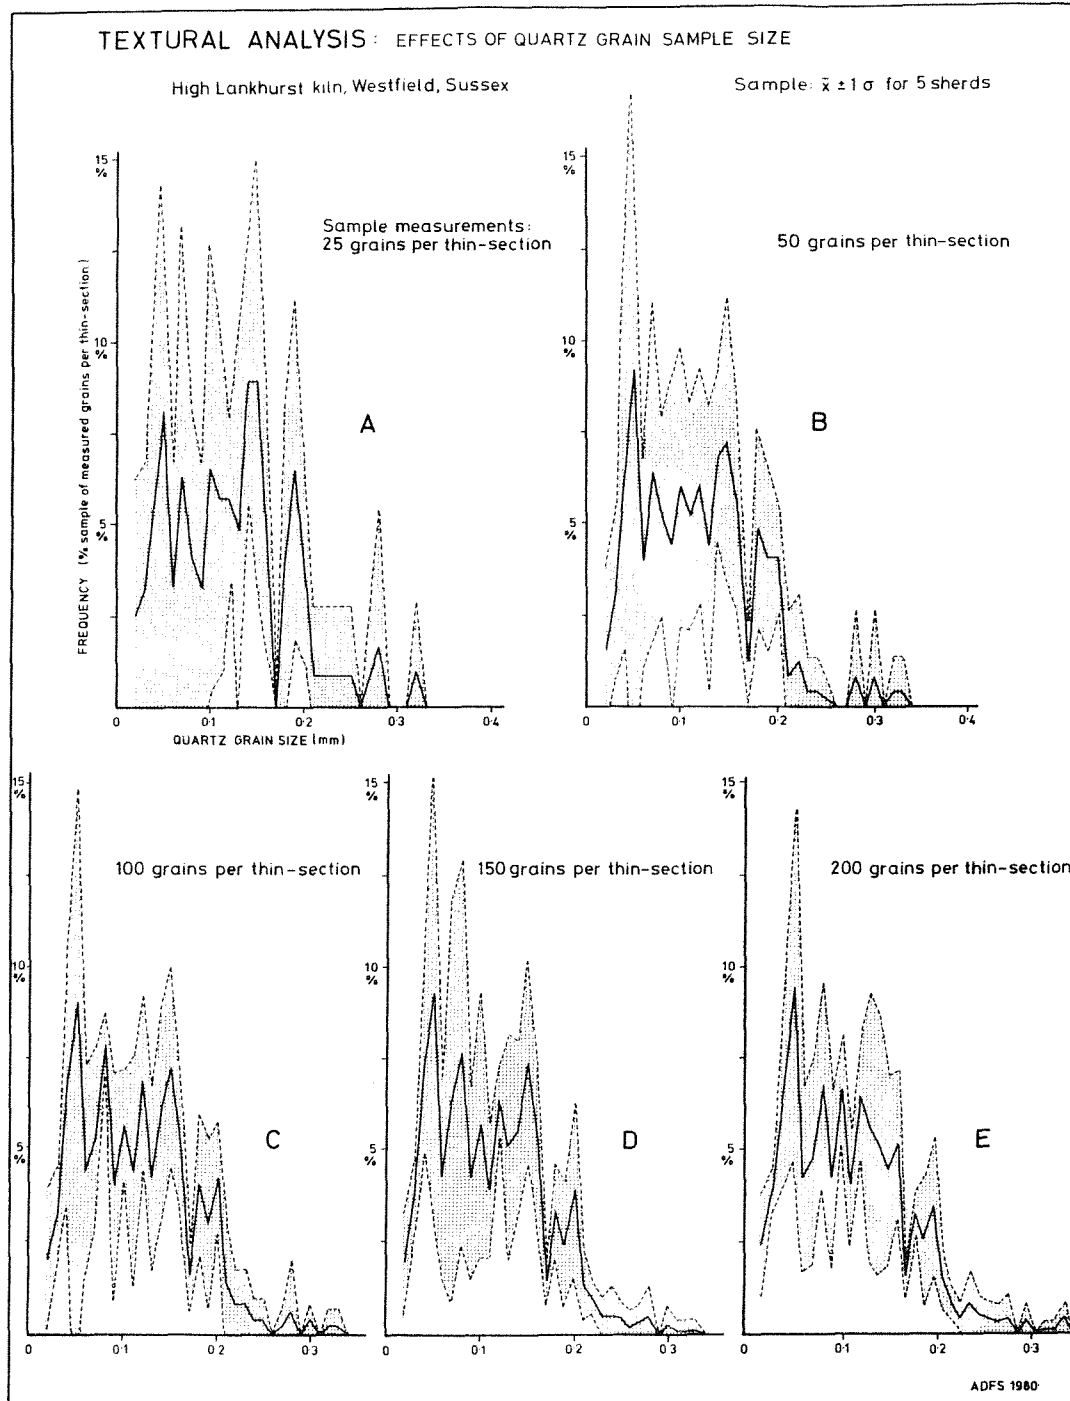 TEXTURAL ANALYSIS: EFFECTS OF QUARTZ GRAIN SAMPLE SIZE
High Lankhurst kiln, Westfield, Sussex
Sample: x̄ ±1 σ for 5 sherds
15
%
10
%
5
%
FREQUENCY (% sample of measured grains per thin-section)
Sample measurements:
25 grains per thin-section
A
0 0·1 0·2 0·3 0·4
QUARTZ GRAIN SIZE (mm)
15
%
10
%
5
%
50 grains per thin-section
B
0 0·1 0·2 0·3 0·4
15
%
10
%
5
%
100 grains per thin-section
C
0 0·1 0·2 0·3
15
%
10
%
5
%
150 grains per thin-section
D
0 0·1 0·2 0·3
15
%
10
%
5
%
200 grains per thin-section
E
0 0·1 0·2 0·3
ADFS 1980